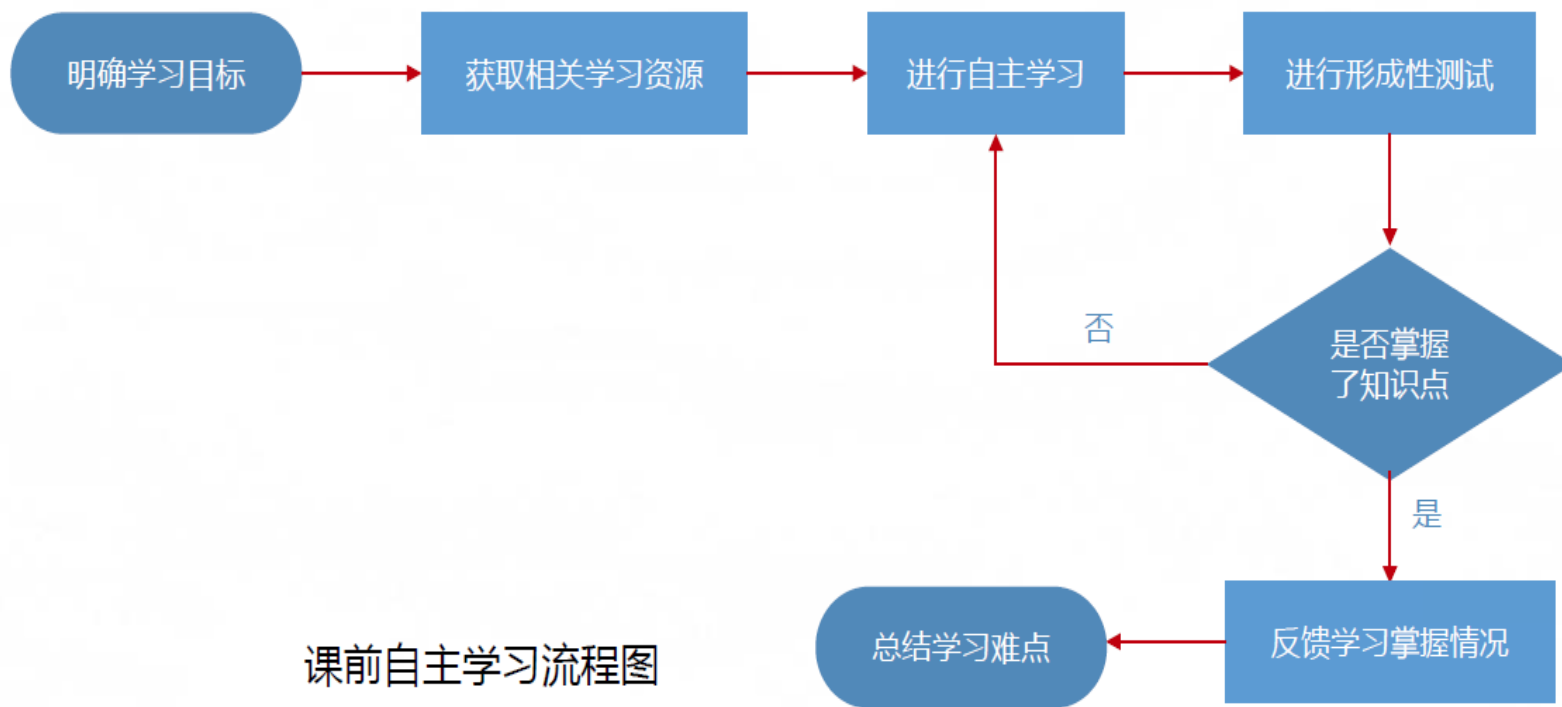 明确学习目标
获取相关学习资源
进行自主学习
进行形成性测试
否
是否掌握
了知识点
是
反馈学习掌握情况
总结学习难点
课前自主学习流程图